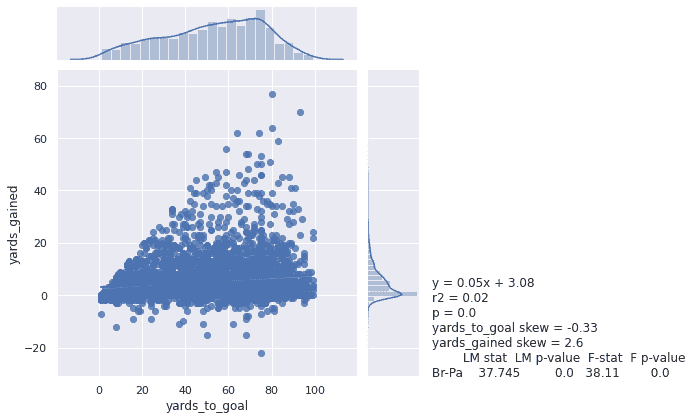 80
60
40
20
0
−20
yards_gained
0 20 40 60 80 100
yards_to_goal
y = 0.05x + 3.08
r2 = 0.02
p = 0.0
yards_to_goal skew = -0.33
yards_gained skew = 2.6
LM stat LM p-value F-stat F p-value
Br-Pa 37.745 0.0 38.11 0.0